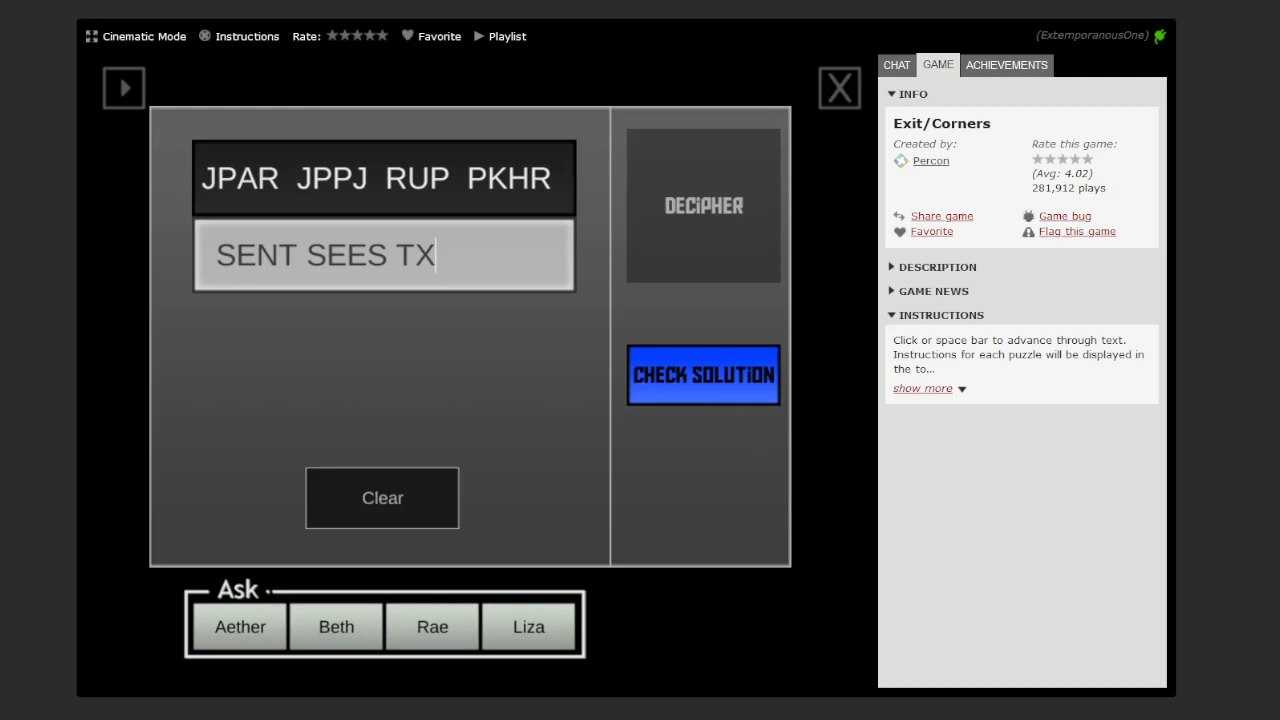 Cinematic Mode Instructions Rate: Favorite Playlist
(ExtemporanousOne)
CHAT GAME ACHIEVEMENTS
INFO
Exit/Corners
Created by:
Percon
Rate this game:
(Avg: 4.02)
281,912 plays
Share game
Game bug
Favorite
Flag this game
DESCRIPTION
GAME NEWS
INSTRUCTIONS
Click or space bar to advance through text.
Instructions for each puzzle will be displayed in
the to...
show more
X
JPAR JPPJ RUP PKHR
SENT SEES TX
DECIPHER
CHECK SOLUTION
Clear
Ask
Aether Beth Rae Liza